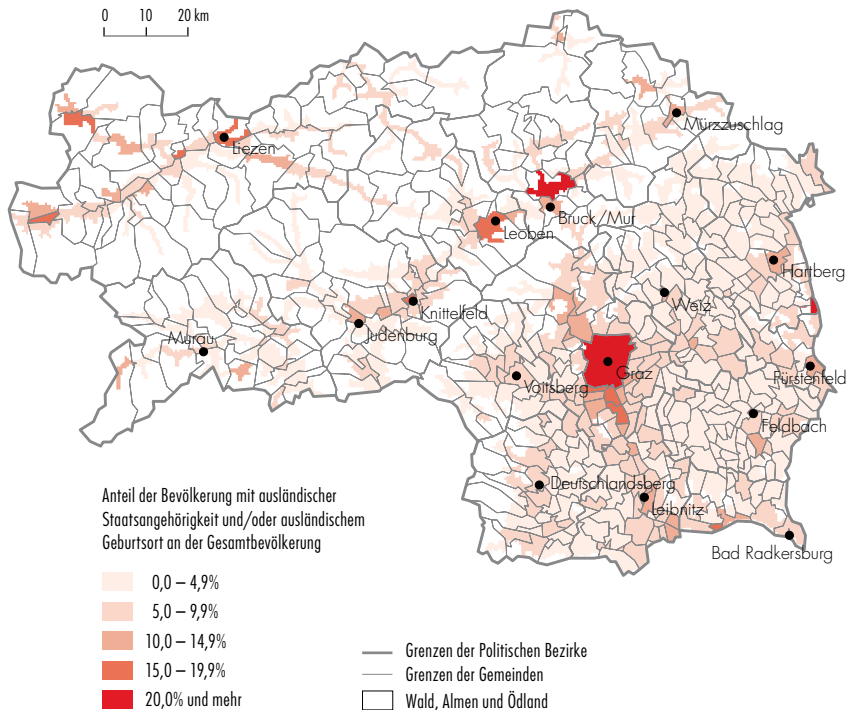 0 10 20 km
Mürzzuschlag
Liezen
Bruck/Mur
Leoben
Hartberg
Weiz
Knittelfeld
Judenburg
Murau
Graz
Fürstenfeld
Voitsberg
Feldbach
Deutschlandsberg
Leibnitz
Bad Radkersburg
Anteil der Bevölkerung mit ausländischer
Staatsangehörigkeit und/oder ausländischem
Geburtsort an der Gesamtbevölkerung
0,0 – 4,9%
5,0 – 9,9%
10,0 – 14,9%
15,0 – 19,9%
20,0% und mehr
Grenzen der Politischen Bezirke
Grenzen der Gemeinden
Wald, Almen und Ödland